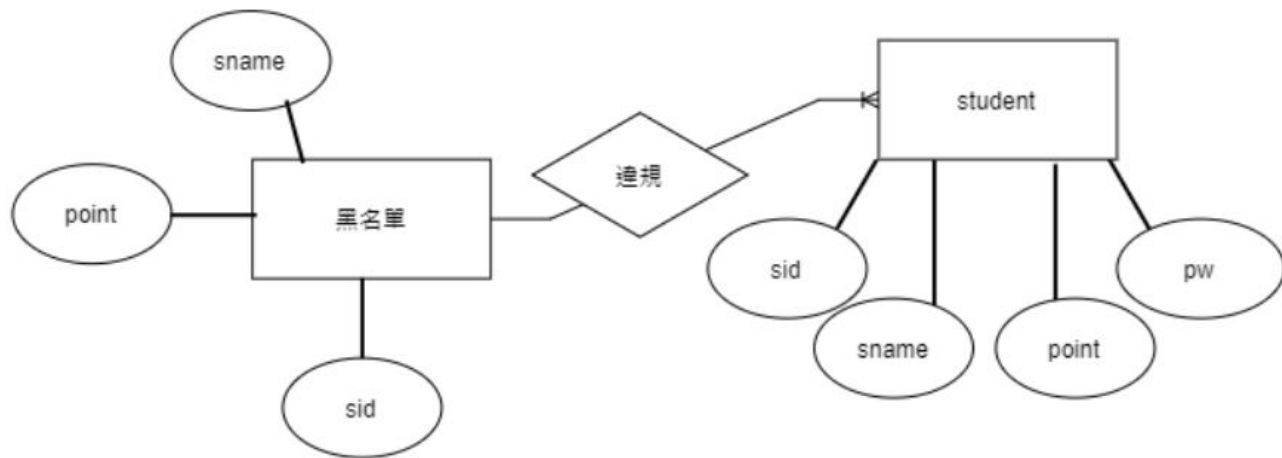 sname
student
point
黑名單
違規
sid
pw
sname
point
sid